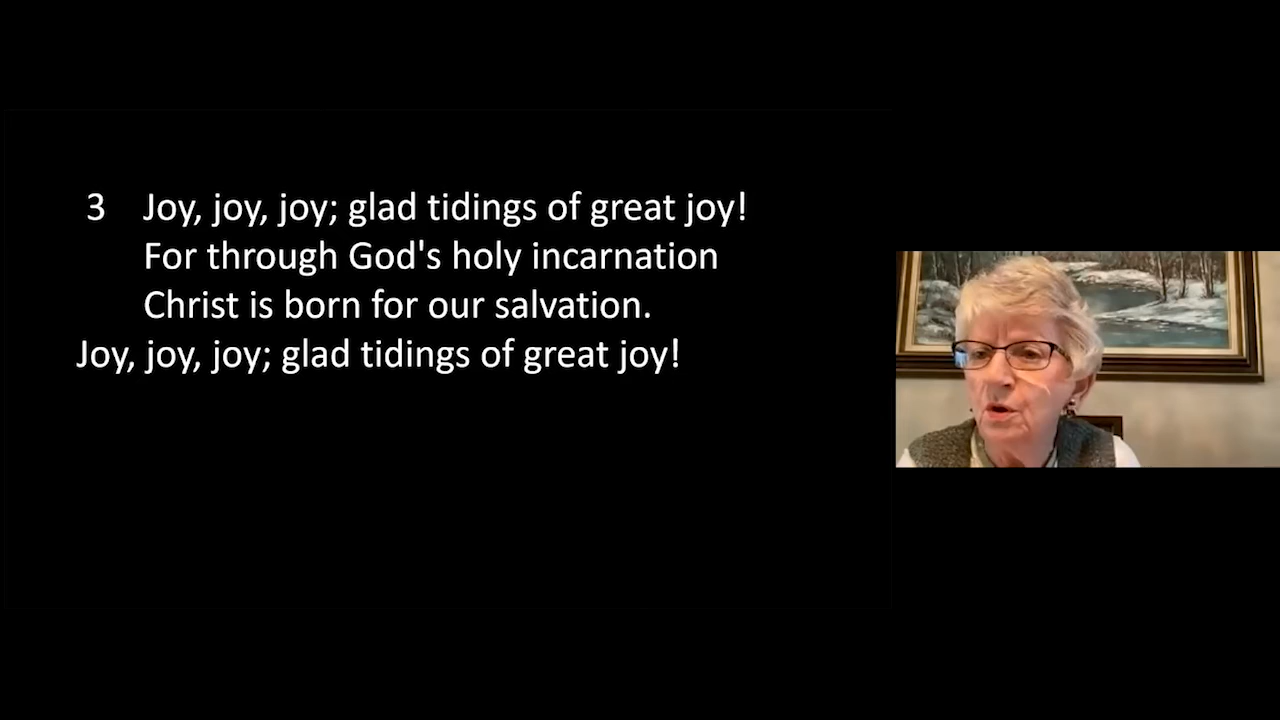 3 Joy, joy, joy; glad tidings of great joy!
For through God's holy incarnation
Christ is born for our salvation.
Joy, joy, joy; glad tidings of great joy!